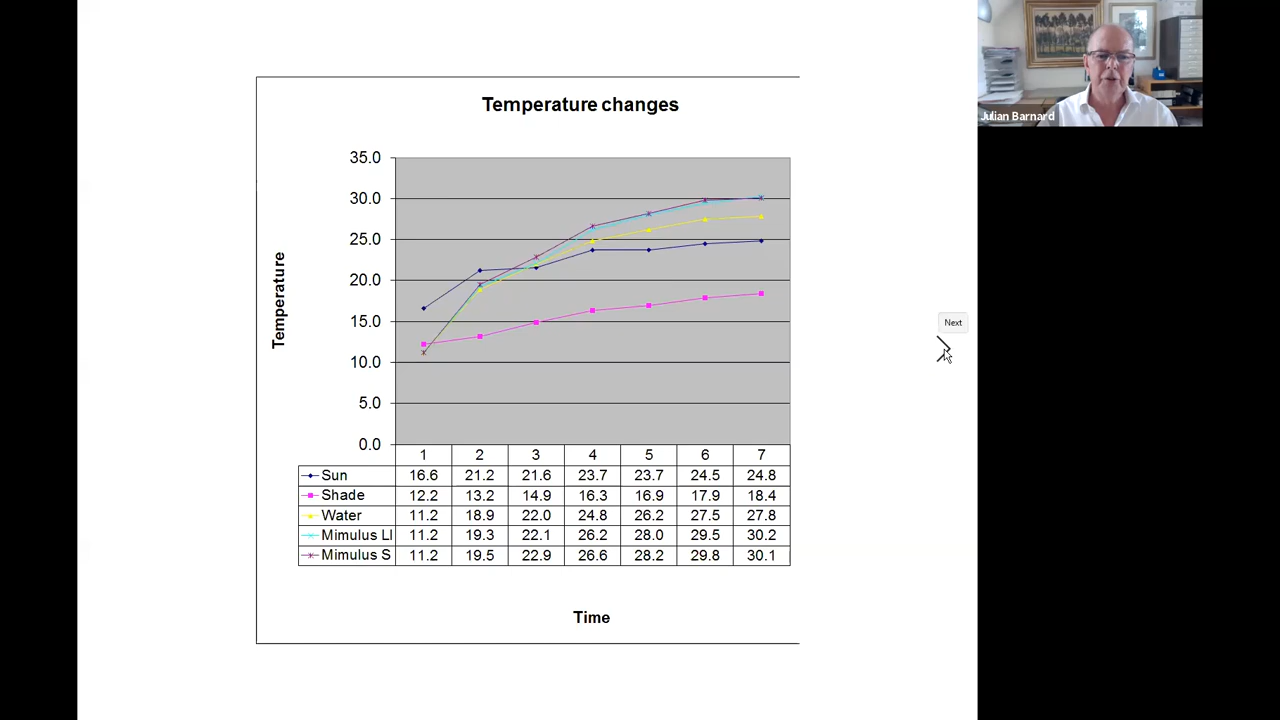 Temperature changes
Julian Barnard
35.0
30.0
25.0
20.0
15.0
10.0
5.0
0.0
Temperature
Next
1 2 3 4 5 6 7
Sun 16.6 21.2 21.6 23.7 23.7 24.5 24.8
Shade 12.2 13.2 14.9 16.3 16.9 17.9 18.4
Water 11.2 18.9 22.0 24.8 26.2 27.5 27.8
Mimulus LI 11.2 19.3 22.1 26.2 28.0 29.5 30.2
Mimulus S 11.2 19.5 22.9 26.6 28.2 29.8 30.1
Time